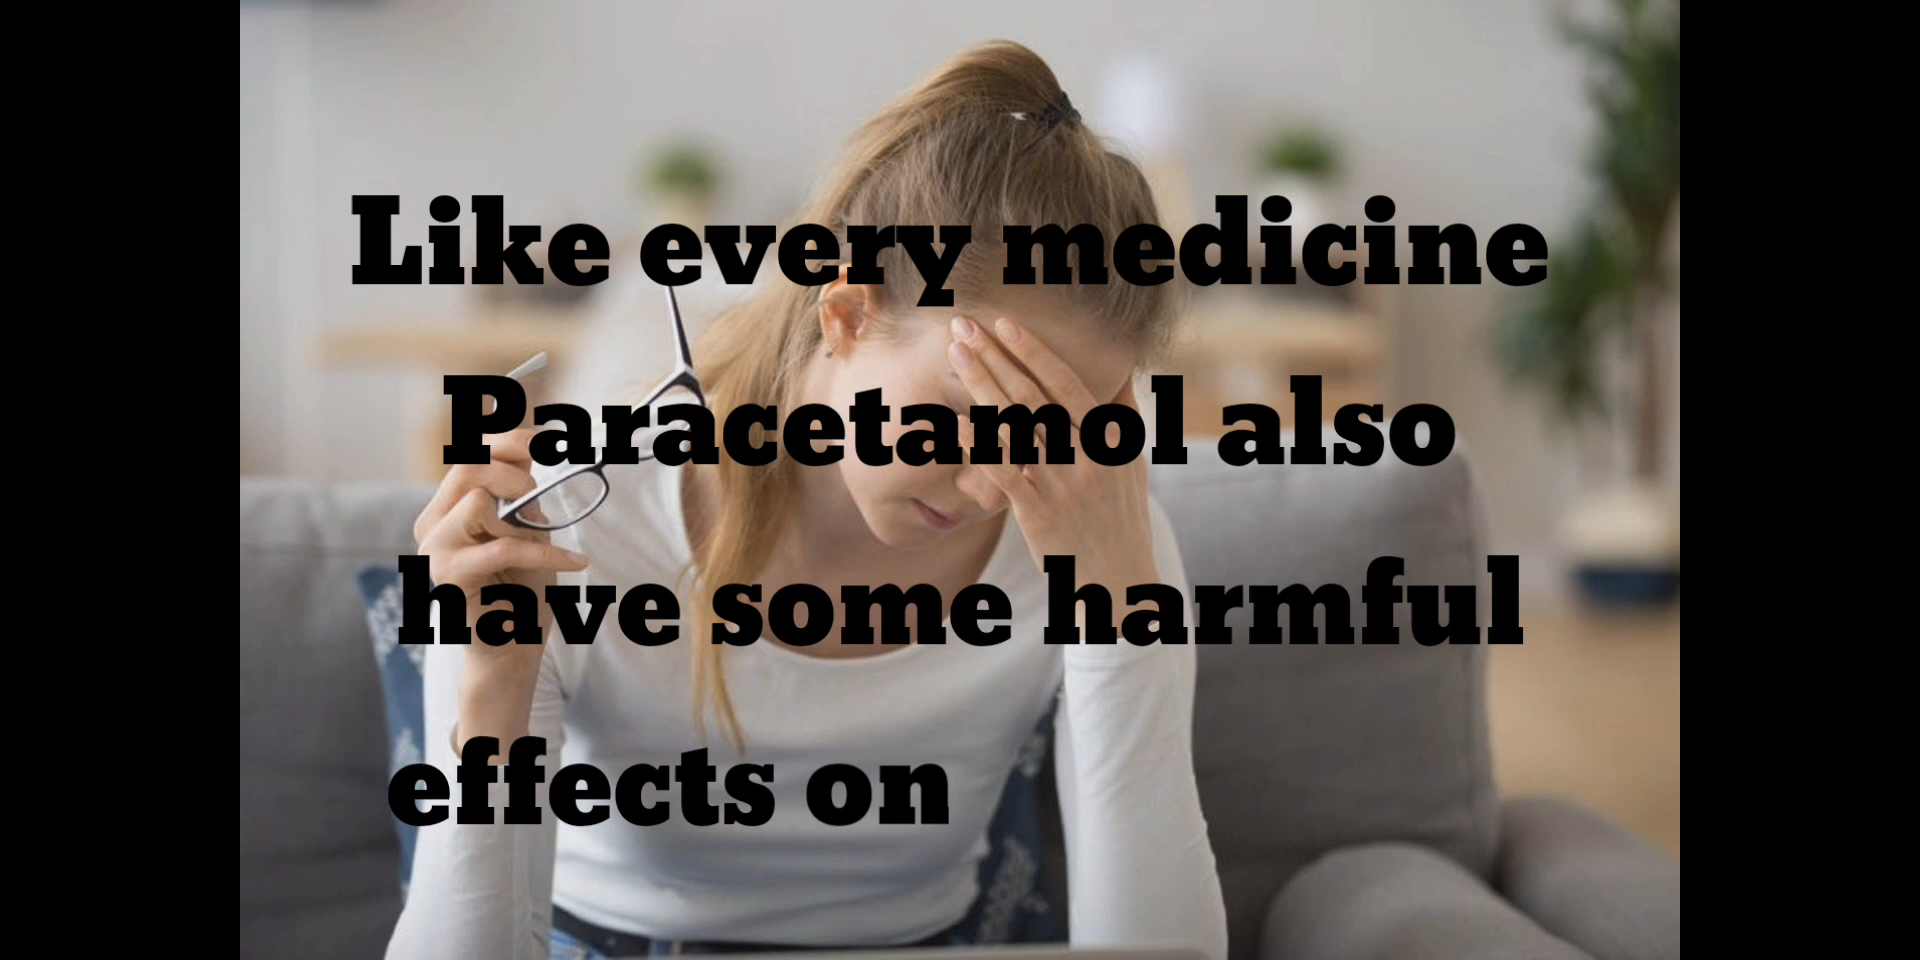 Like every medicine
Paracetamol also
have some harmful
effects on